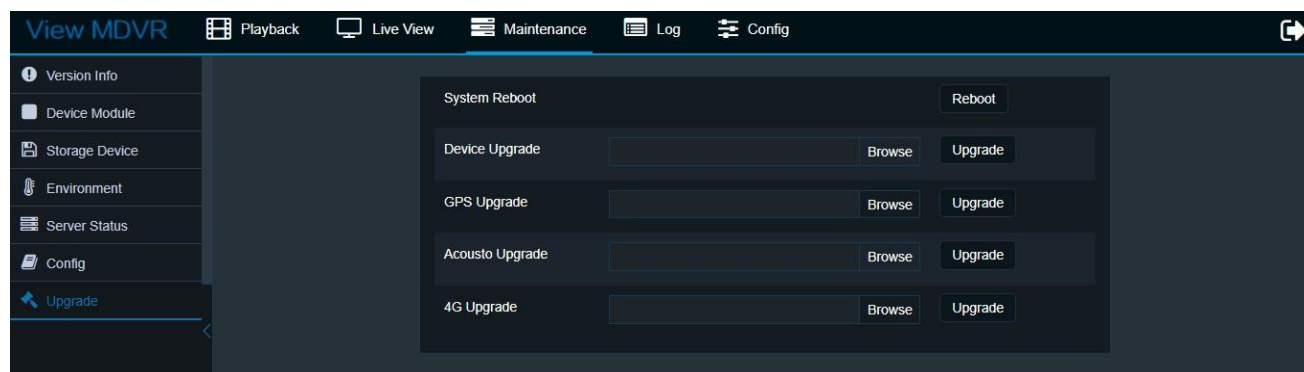 View MDVR Playback Live View Maintenance Log Config
Version Info
Device Module
Storage Device
Environment
Server Status
Config
Upgrade
System Reboot Reboot
Device Upgrade Browse Upgrade
GPS Upgrade Browse Upgrade
Acousto Upgrade Browse Upgrade
4G Upgrade Browse Upgrade